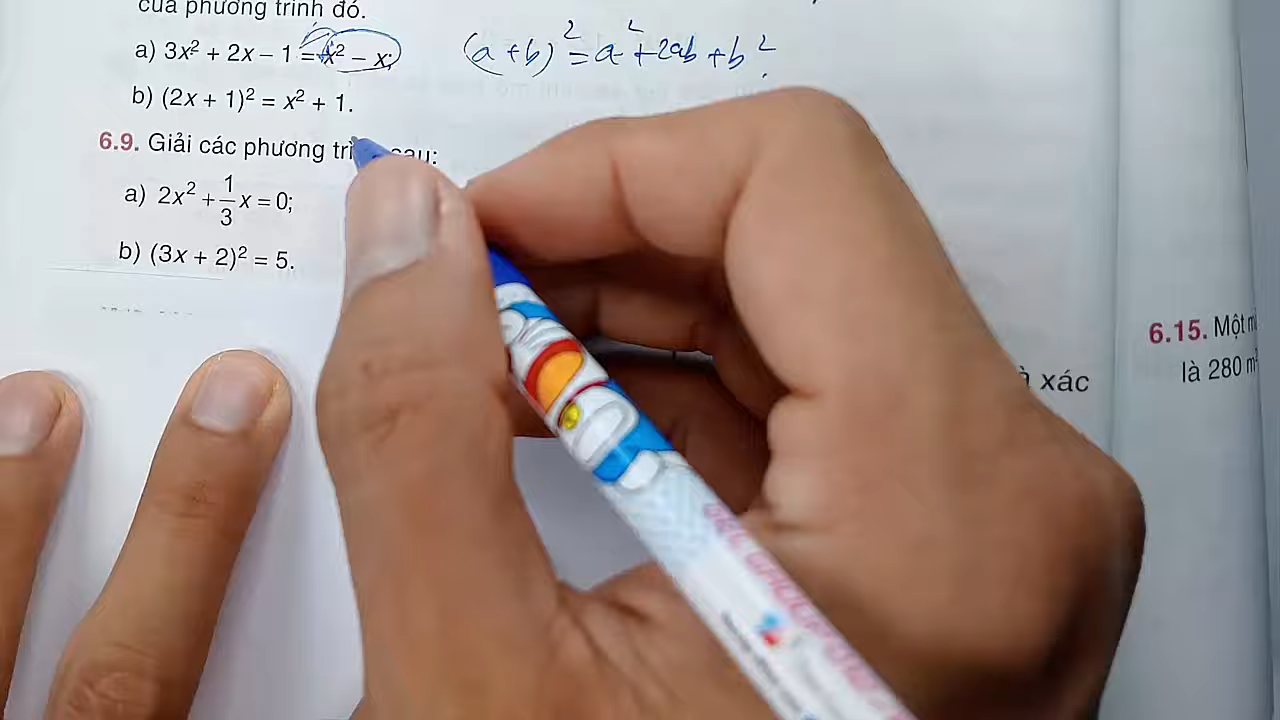 của phương trình đó.
a) 3x² + 2x – 1 = x² – x;
(a + b)² = a² + 2ab + b²
b) (2x + 1)² = x² + 1.
6.9. Giải các phương sau:
a) 2x² + 1/3 x = 0;
b) (3x + 2)² = 5.
6.15. Một
là 280
xác